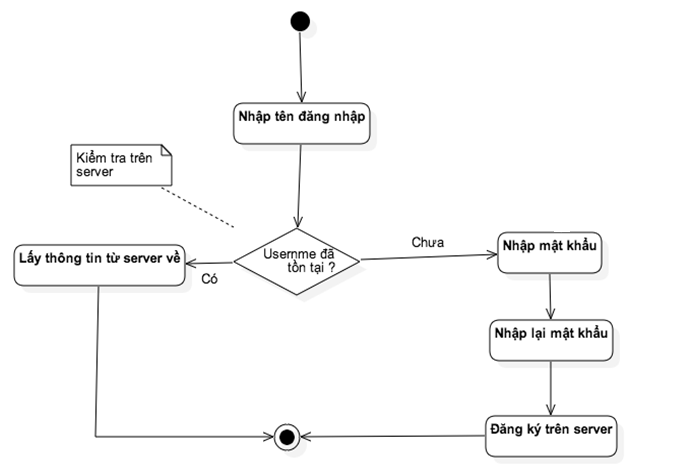 Nhập tên đăng nhập
Kiểm tra trên
server
Usernme đã
tồn tại ?
Chưa
Nhập mật khẩu
Lấy thông tin từ server về
Có
Nhập lại mật khẩu
Đăng ký trên server